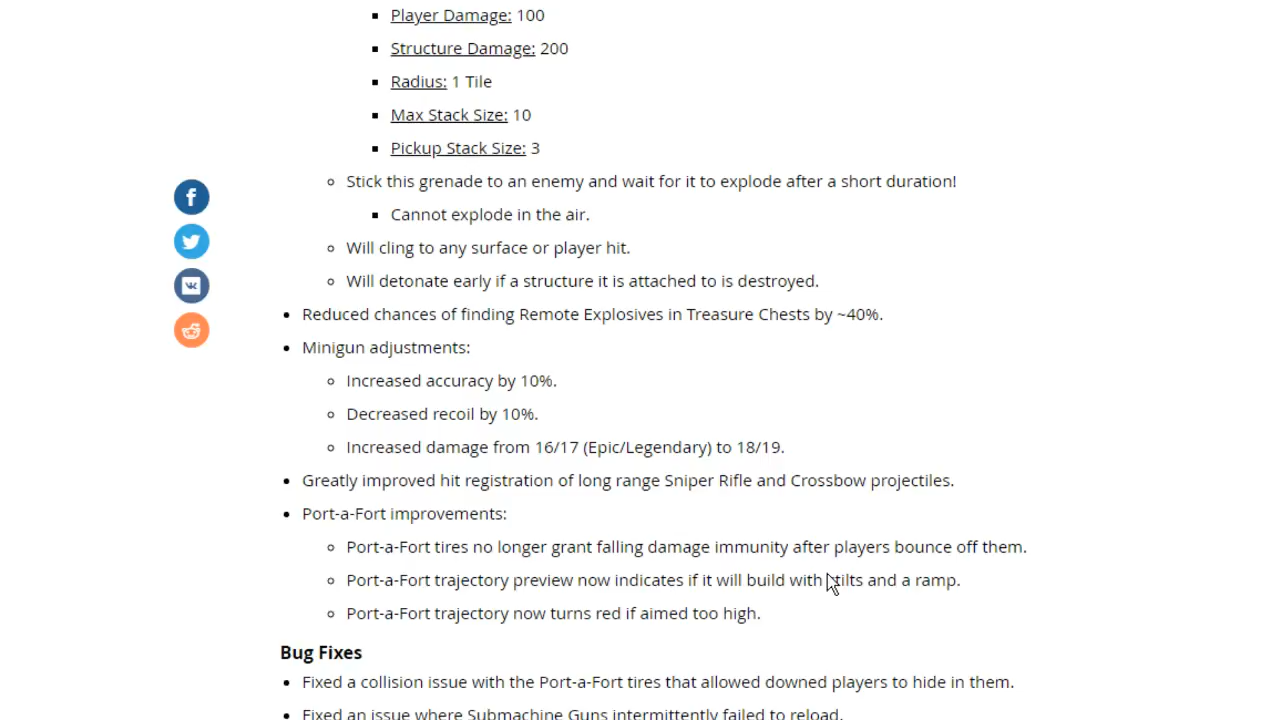 Player Damage: 100
Structure Damage: 200
Radius: 1 Tile
Max Stack Size: 10
Pickup Stack Size: 3
Stick this grenade to an enemy and wait for it to explode after a short duration!
Cannot explode in the air.
Will cling to any surface or player hit.
Will detonate early if a structure it is attached to is destroyed.
Reduced chances of finding Remote Explosives in Treasure Chests by ~40%.
Minigun adjustments:
Increased accuracy by 10%.
Decreased recoil by 10%.
Increased damage from 16/17 (Epic/Legendary) to 18/19.
Greatly improved hit registration of long range Sniper Rifle and Crossbow projectiles.
Port-a-Fort improvements:
Port-a-Fort tires no longer grant falling damage immunity after players bounce off them.
Port-a-Fort trajectory preview now indicates if it will build with stilts and a ramp.
Port-a-Fort trajectory now turns red if aimed too high.
Bug Fixes
Fixed a collision issue with the Port-a-Fort tires that allowed downed players to hide in them.
Fixed an issue where Submachine Guns intermittently failed to reload.